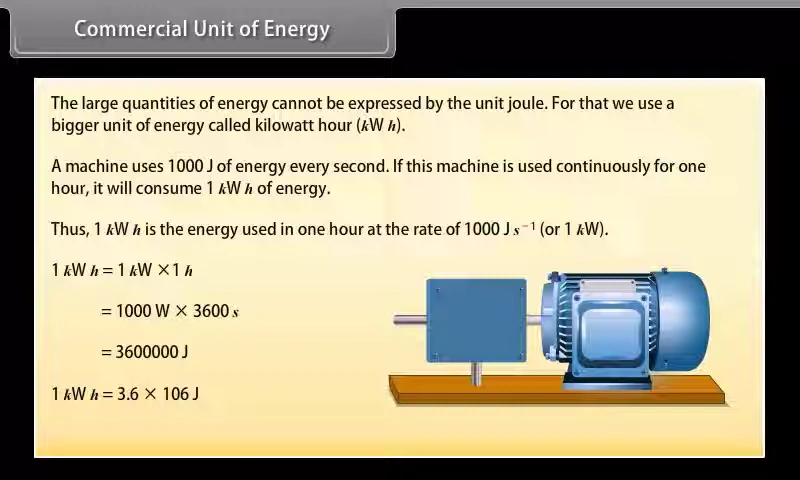 Commercial Unit of Energy
The large quantities of energy cannot be expressed by the unit joule. For that we use a
bigger unit of energy called kilowatt hour (kW h).
A machine uses 1000 J of energy every second. If this machine is used continuously for one
hour, it will consume 1 kW h of energy.
Thus, 1 kW h is the energy used in one hour at the rate of 1000 J s⁻¹ (or 1 kW).
1 kW h = 1 kW ×1 h
= 1000 W × 3600 s
= 3600000 J
1 kW h = 3.6 × 106 J